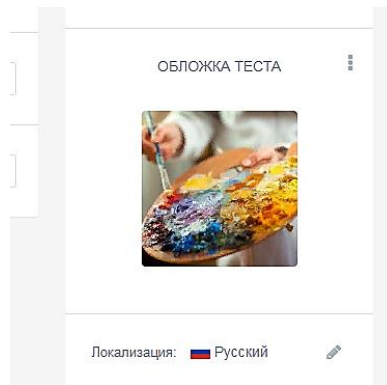 ОБЛОЖКА ТЕСТА
Локализация: Русский